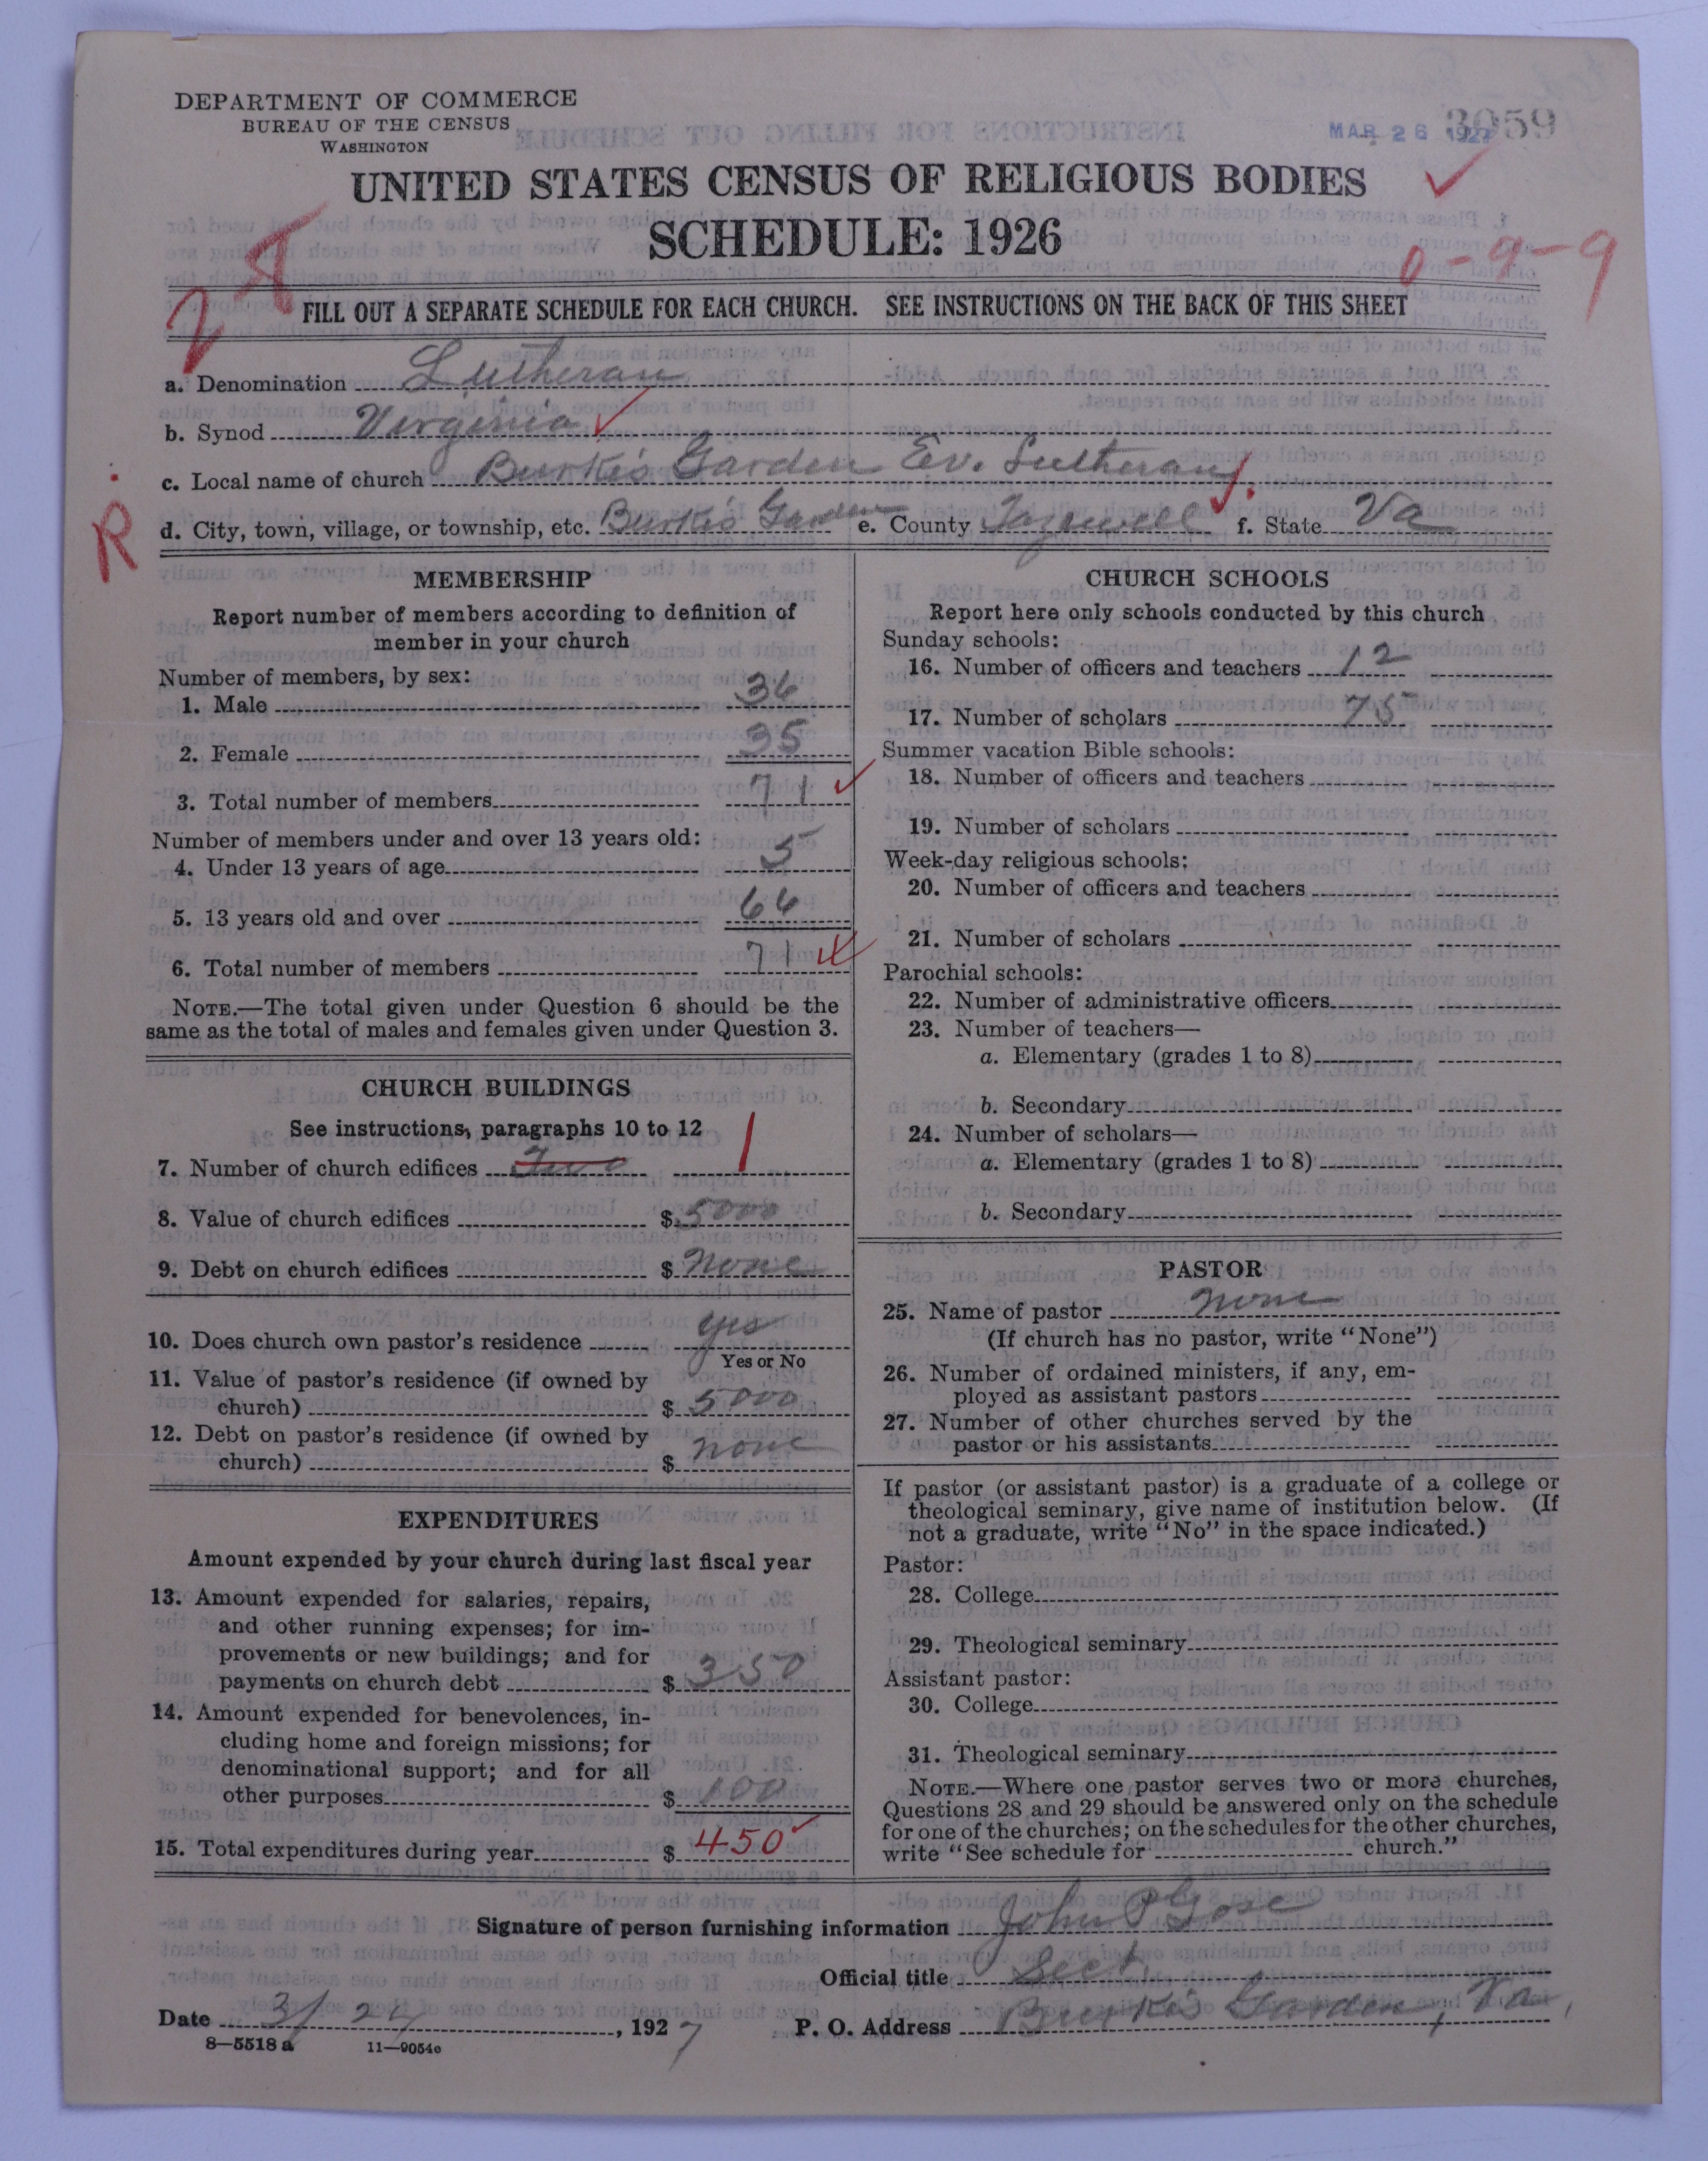 DEPARTMENT OF COMMERCE
BUREAU OF THE CENSUS
WASHINGTON
MAR 26 1927
3059
UNITED STATES CENSUS OF RELIGIOUS BODIES
SCHEDULE: 1926
0-9-9
FILL OUT A SEPARATE SCHEDULE FOR EACH CHURCH. SEE INSTRUCTIONS ON THE BACK OF THIS SHEET
a. Denomination Lutheran
b. Synod Virginia
c. Local name of church Burke's Garden Ev. Lutheran
R
d. City, town, village, or township, etc. Burke's Garden e. County Tazewell f. State Va
MEMBERSHIP
Report number of members according to definition of
member in your church
Number of members, by sex:
1. Male 36
2. Female 35
3. Total number of members 71
Number of members under and over 13 years old:
4. Under 13 years of age 5
5. 13 years old and over 66
6. Total number of members 71
NOTE.—The total given under Question 6 should be the
same as the total of males and females given under Question 3.
CHURCH BUILDINGS
See instructions, paragraphs 10 to 12
7. Number of church edifices Two 1
8. Value of church edifices $ 5000
9. Debt on church edifices $ None
10. Does church own pastor's residence yes
Yes or No
11. Value of pastor's residence (if owned by
church) $ 5000
12. Debt on pastor's residence (if owned by
church) $ none
EXPENDITURES
Amount expended by your church during last fiscal year
13. Amount expended for salaries, repairs,
and other running expenses; for im-
provements or new buildings; and for
payments on church debt $ 350
14. Amount expended for benevolences, in-
cluding home and foreign missions; for
denominational support; and for all
other purposes $ 100
15. Total expenditures during year $ 450
CHURCH SCHOOLS
Report here only schools conducted by this church
Sunday schools:
16. Number of officers and teachers 12
17. Number of scholars 75
Summer vacation Bible schools:
18. Number of officers and teachers
19. Number of scholars
Week-day religious schools:
20. Number of officers and teachers
21. Number of scholars
Parochial schools:
22. Number of administrative officers
23. Number of teachers—
a. Elementary (grades 1 to 8)
b. Secondary
24. Number of scholars—
a. Elementary (grades 1 to 8)
b. Secondary
PASTOR
25. Name of pastor None
(If church has no pastor, write "None")
26. Number of ordained ministers, if any, em-
ployed as assistant pastors
27. Number of other churches served by the
pastor or his assistants
If pastor (or assistant pastor) is a graduate of a college or
theological seminary, give name of institution below. (If
not a graduate, write "No" in the space indicated.)
Pastor:
28. College
29. Theological seminary
Assistant pastor:
30. College
31. Theological seminary
NOTE.—Where one pastor serves two or more churches,
Questions 28 and 29 should be answered only on the schedule
for one of the churches; on the schedules for the other churches,
write "See schedule for church."
Signature of person furnishing information John P Gose
Official title Sect
Date 3/24, 1927 P. O. Address Burke's Garden, Va,
8—5518 a 11—9054c